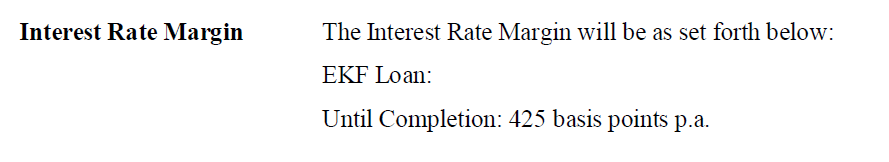 Interest Rate Margin The Interest Rate Margin will be as set forth below:
EKF Loan:
Until Completion: 425 basis points p.a.